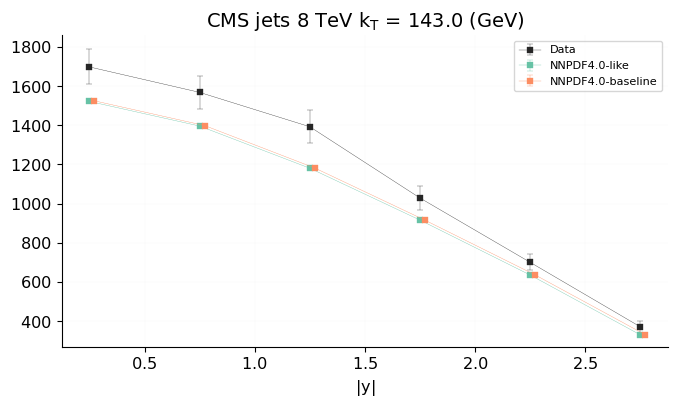 CMS jets 8 TeV k_T = 143.0 (GeV)
1800
1600
1400
1200
1000
800
600
400
Data
NNPDF4.0-like
NNPDF4.0-baseline
0.5 1.0 1.5 2.0 2.5
|y|